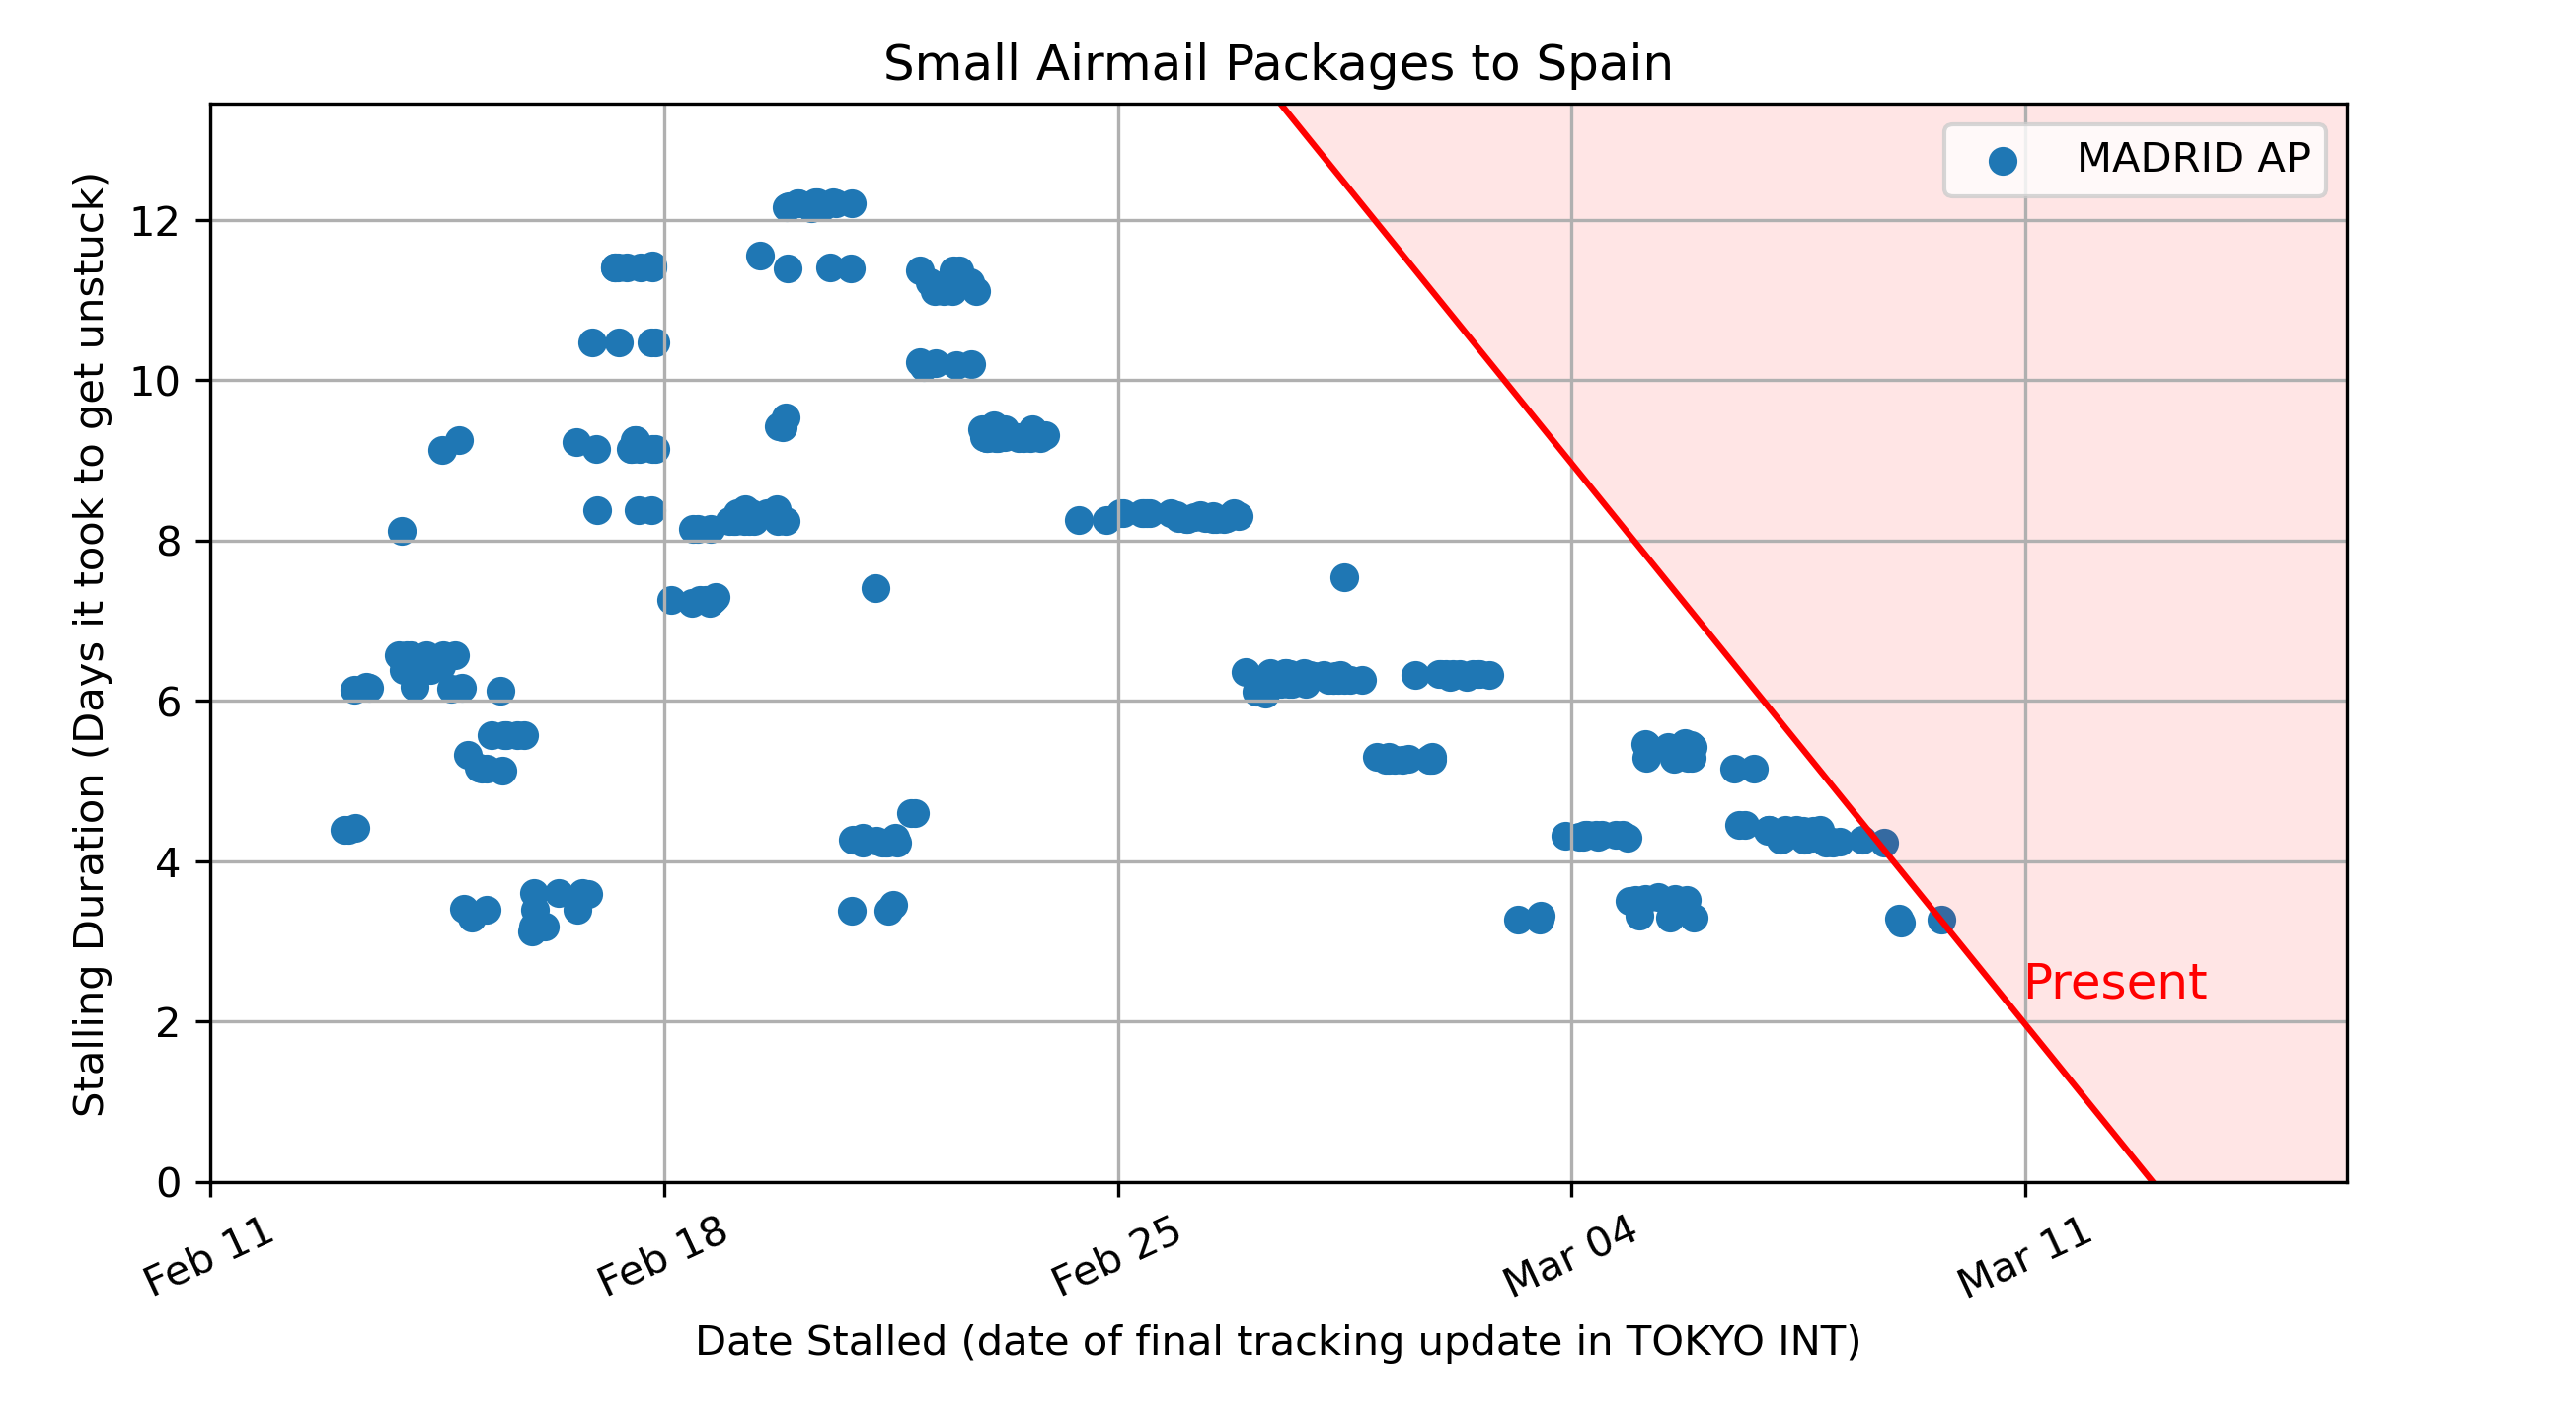 Small Airmail Packages to Spain
MADRID AP
Stalling Duration (Days it took to get unstuck)
12
10
8
6
4
2
0
Present
Feb 11
Feb 18
Feb 25
Mar 04
Mar 11
Date Stalled (date of final tracking update in TOKYO INT)